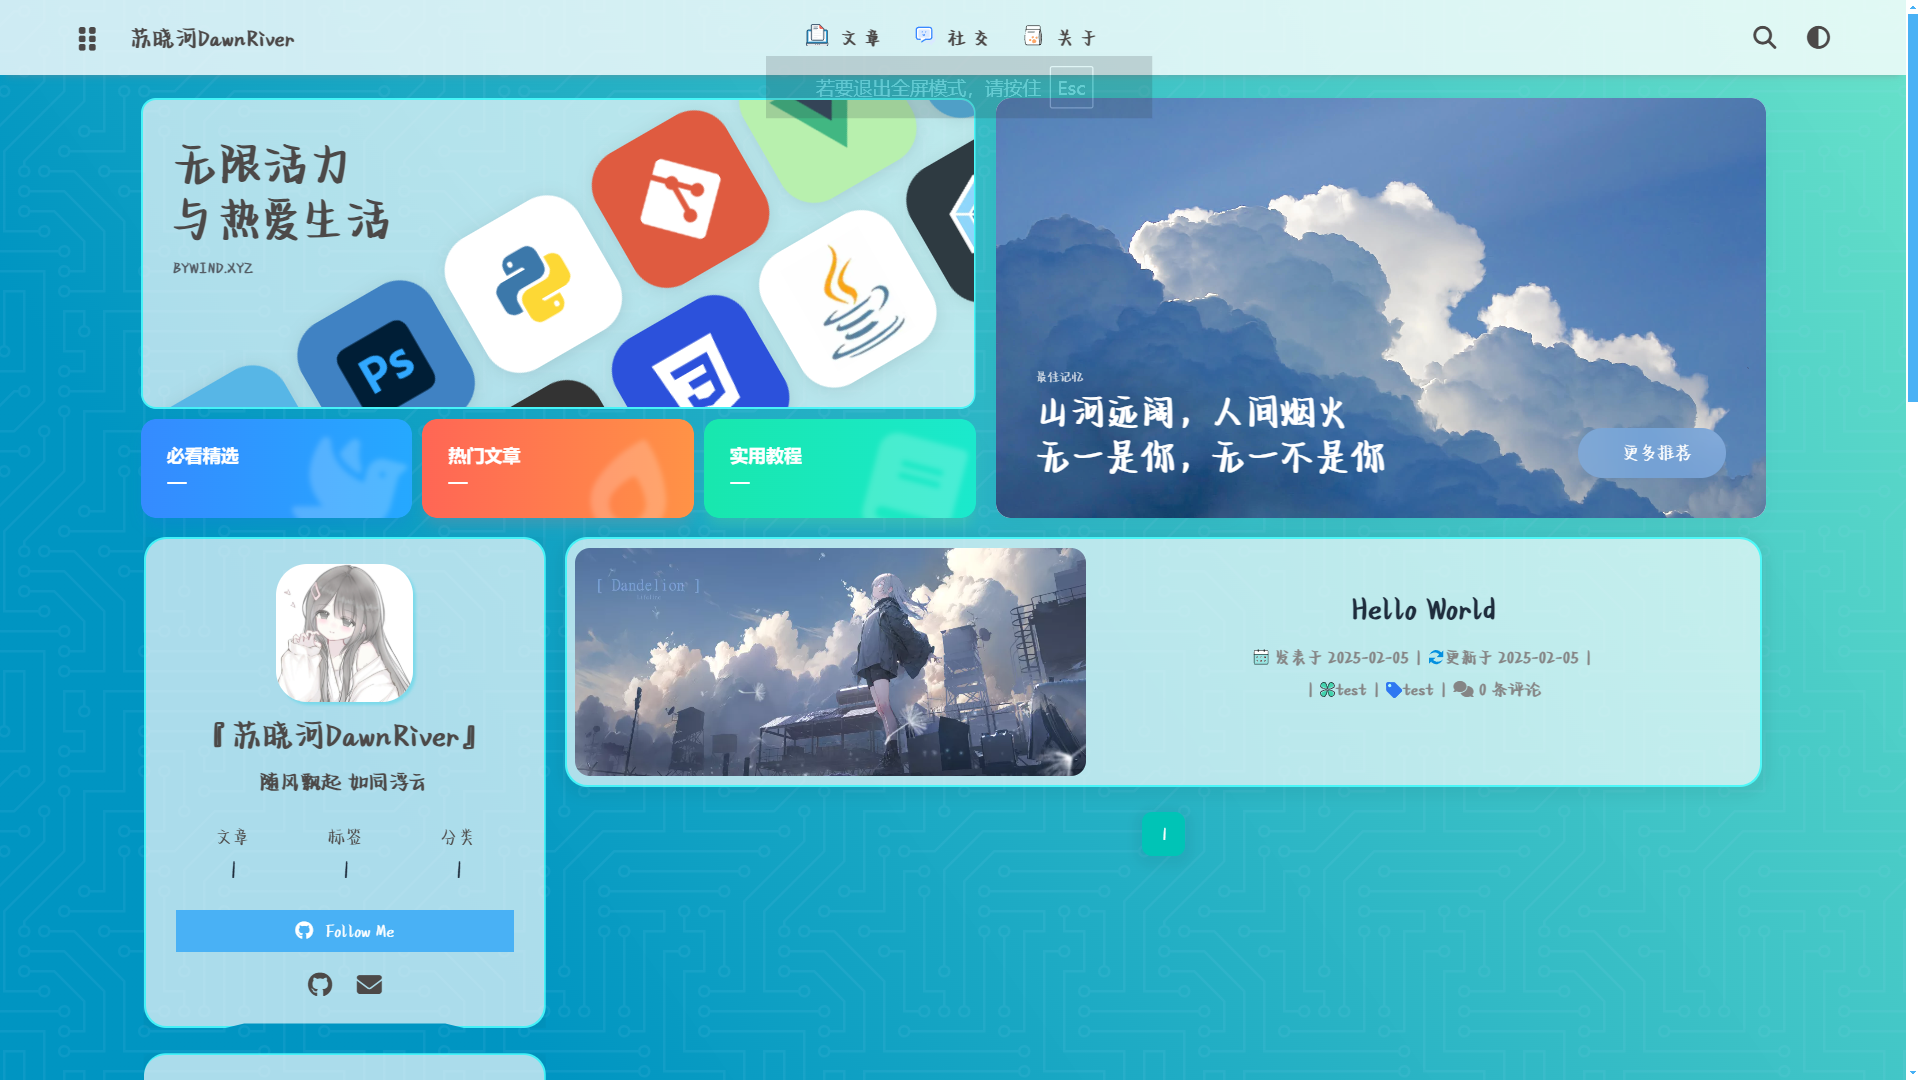 苏晓河DawnRiver
文章
社交
关于
若要退出全屏模式，请按住 Esc
无限活力
与热爱生活
BYWIND.XYZ
Ps
最佳记忆
山河远阔，人间烟火
无一是你，无一不是你
更多推荐
必看精选
热门文章
实用教程
[ Dandelion ]
Hello World
发表于 2025-02-05 | 更新于 2025-02-05 |
| test | test | 0 条评论
『苏晓河DawnRiver』
随风飘起 如同浮云
文章 标签 分类
1 1 1
1
Follow Me